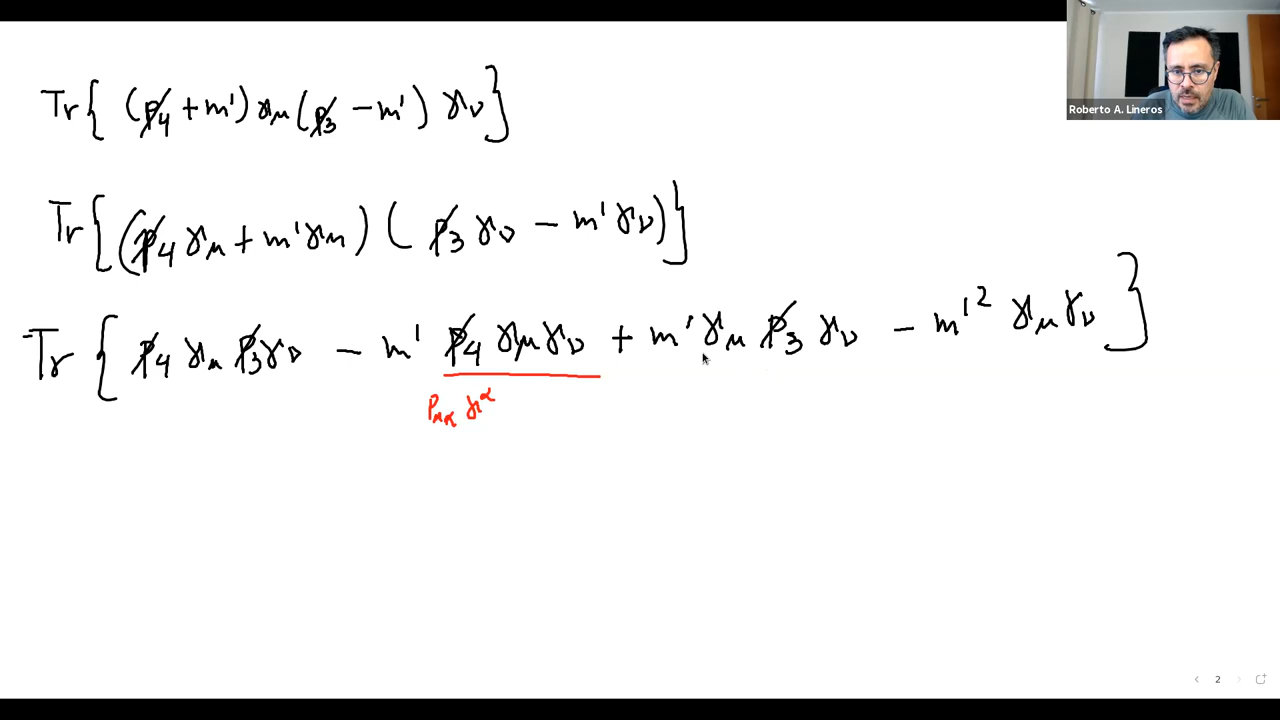 Tr{ (p̸4 + m') γμ (p̸3 − m') γν }
Roberto A. Lineros
Tr{ (p̸4 γμ + m' γμ) ( p̸3 γν − m' γν) }
Tr { p̸4 γμ p̸3 γν − m' p̸4 γμ γν + m' γμ p̸3 γν − m'² γμ γν }
p4α γ^α
2